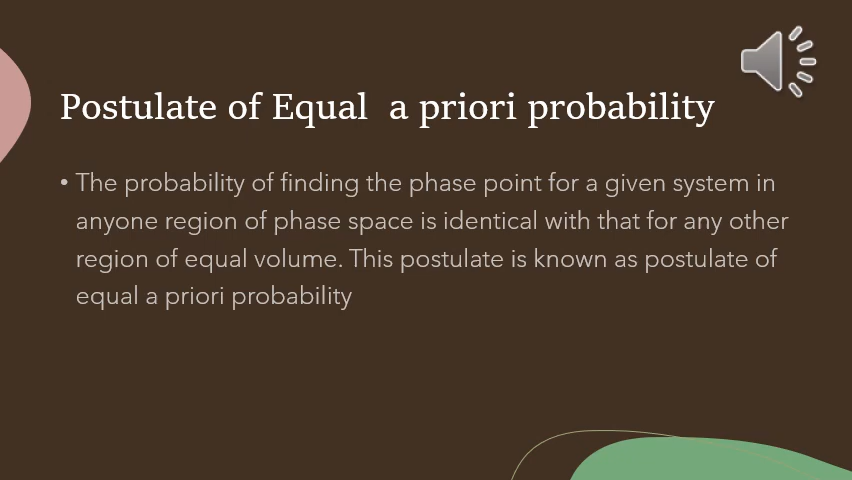 Postulate of Equal  a priori probability
• The probability of finding the phase point for a given system in
anyone region of phase space is identical with that for any other
region of equal volume. This postulate is known as postulate of
equal a priori probability